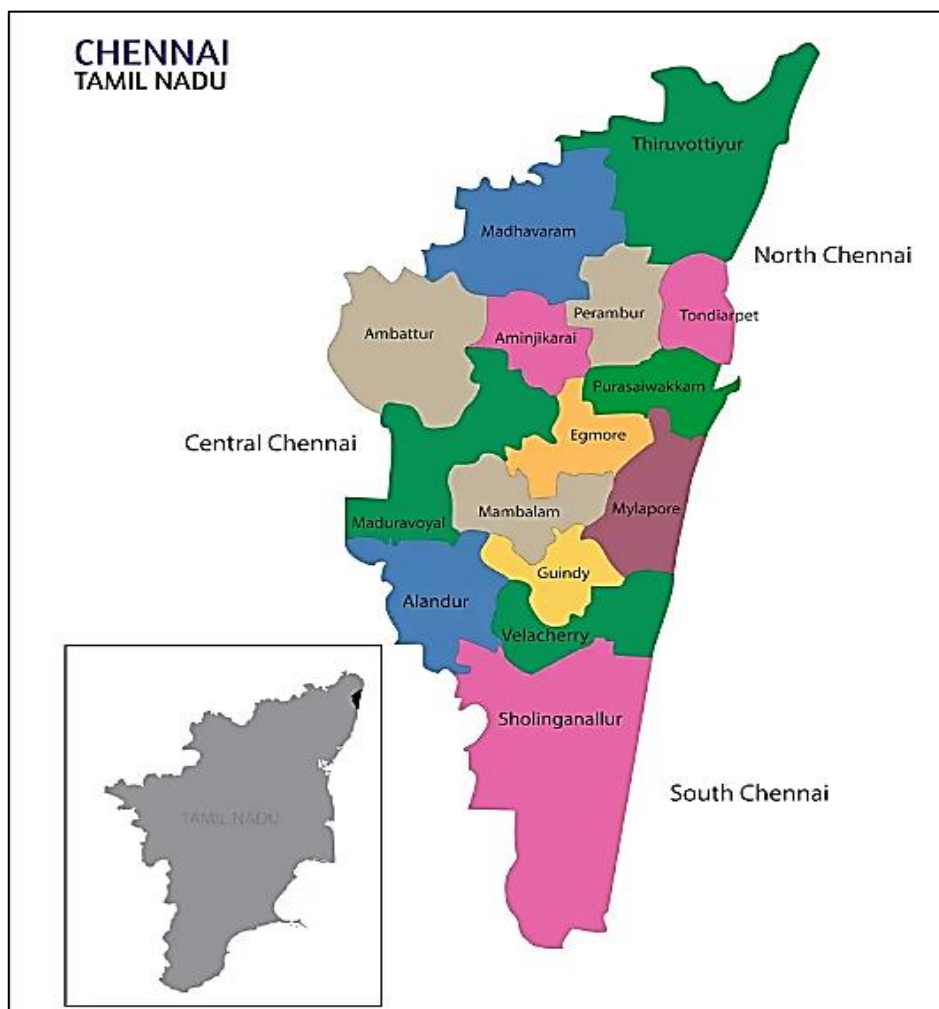 CHENNAI
TAMIL NADU
Thiruvottiyur
Madhavaram
North Chennai
Perambur
Tondiarpet
Ambattur
Aminjikarai
Purasaiwakkam
Central Chennai
Egmore
Mylapore
Mambalam
Maduravoyal
Guindy
Alandur
Velacherry
Sholinganallur
South Chennai
TAMIL NADU